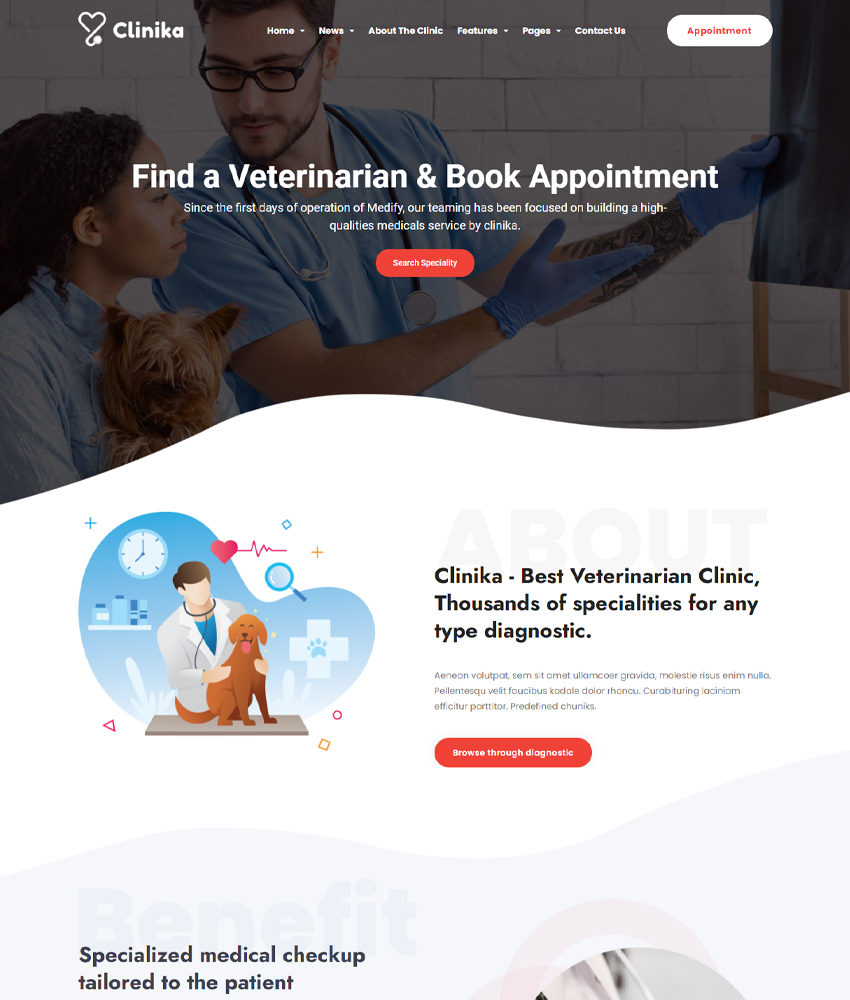 Clinika
Home News About The Clinic Features Pages Contact Us
Appointment
Find a Veterinarian & Book Appointment
Since the first days of operation of Medify, our teaming has been focused on building a high-
qualities medicals service by clinika.
Search Speciality
ABOUT
Clinika - Best Veterinarian Clinic,
Thousands of specialities for any
type diagnostic.
Aenean volutpat, sem sit amet ullamcoer gravida, molestie risus enim nulla.
Pellentesqu velit faucibus kodale dolor rhoncu. Curabituring laciniam
efficitur porttitor. Predefined chunks.
Browse through diagnostic
Benefit
Specialized medical checkup
tailored to the patient